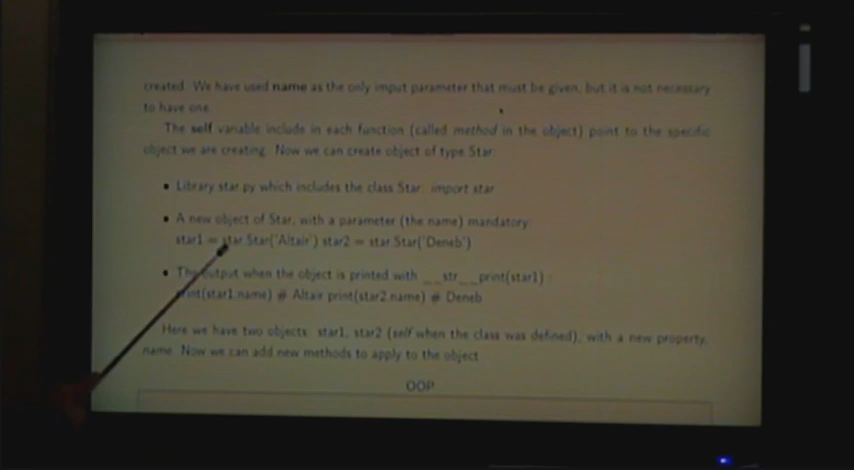 created. We have used name as the only imput parameter that must be given, but it is not necessary
to have one.
The self variable include in each function (called method in the object) point to the specific
object we are creating. Now we can create object of type Star:
• Library star.py which includes the class Star: import star
• A new object of Star, with a parameter (the name) mandatory:
star1 = star.Star('Altair') star2 = star.Star('Deneb')
• The output when the object is printed with __str__ print(star1) :
print(star1.name) # Altair print(star2.name) # Deneb
Here we have two objects: star1, star2 (self when the class was defined), with a new property,
name. Now we can add new methods to apply to the object
OOP